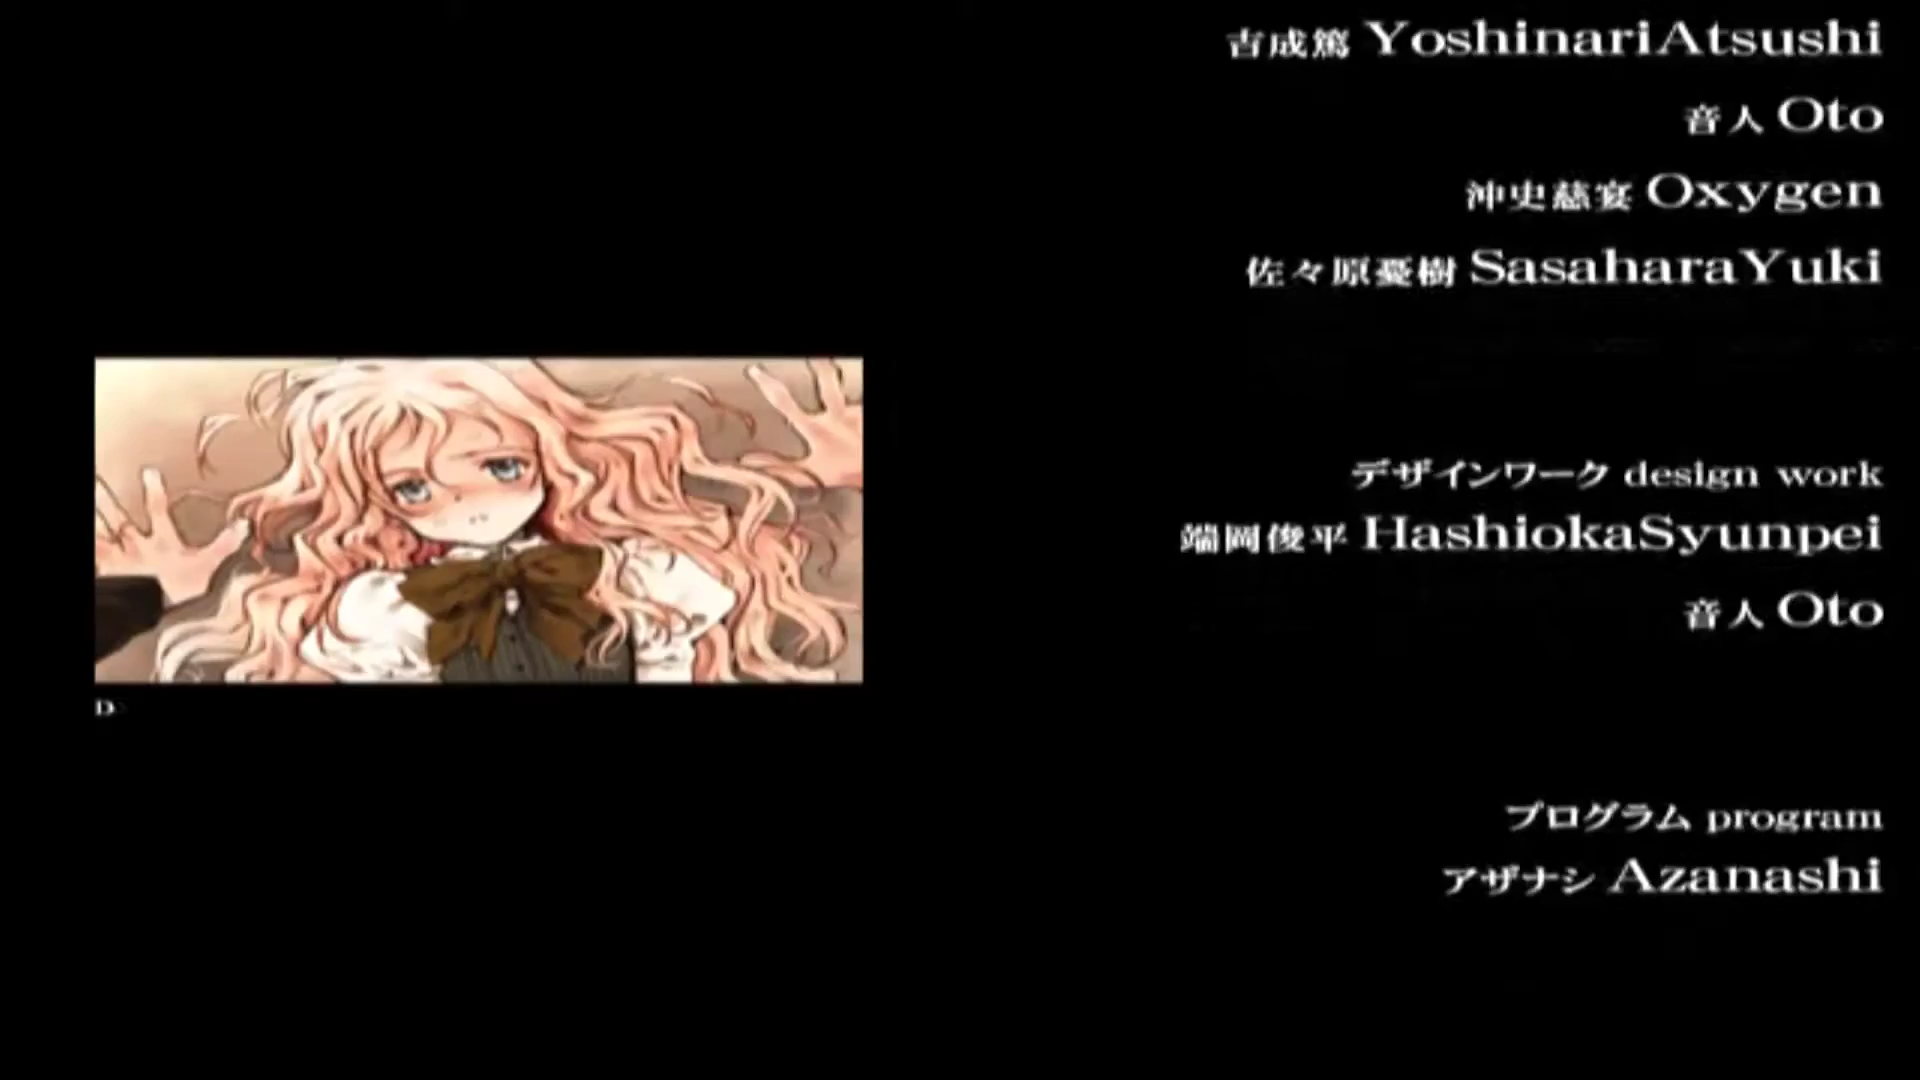 吉成篤 YoshinariAtsushi
音人 Oto
沖史慈宴 Oxygen
佐々原憂樹 SasaharaYuki
デザインワーク design work
端岡俊平 HashiokaSyunpei
音人 Oto
D
プログラム program
アザナシ Azanashi